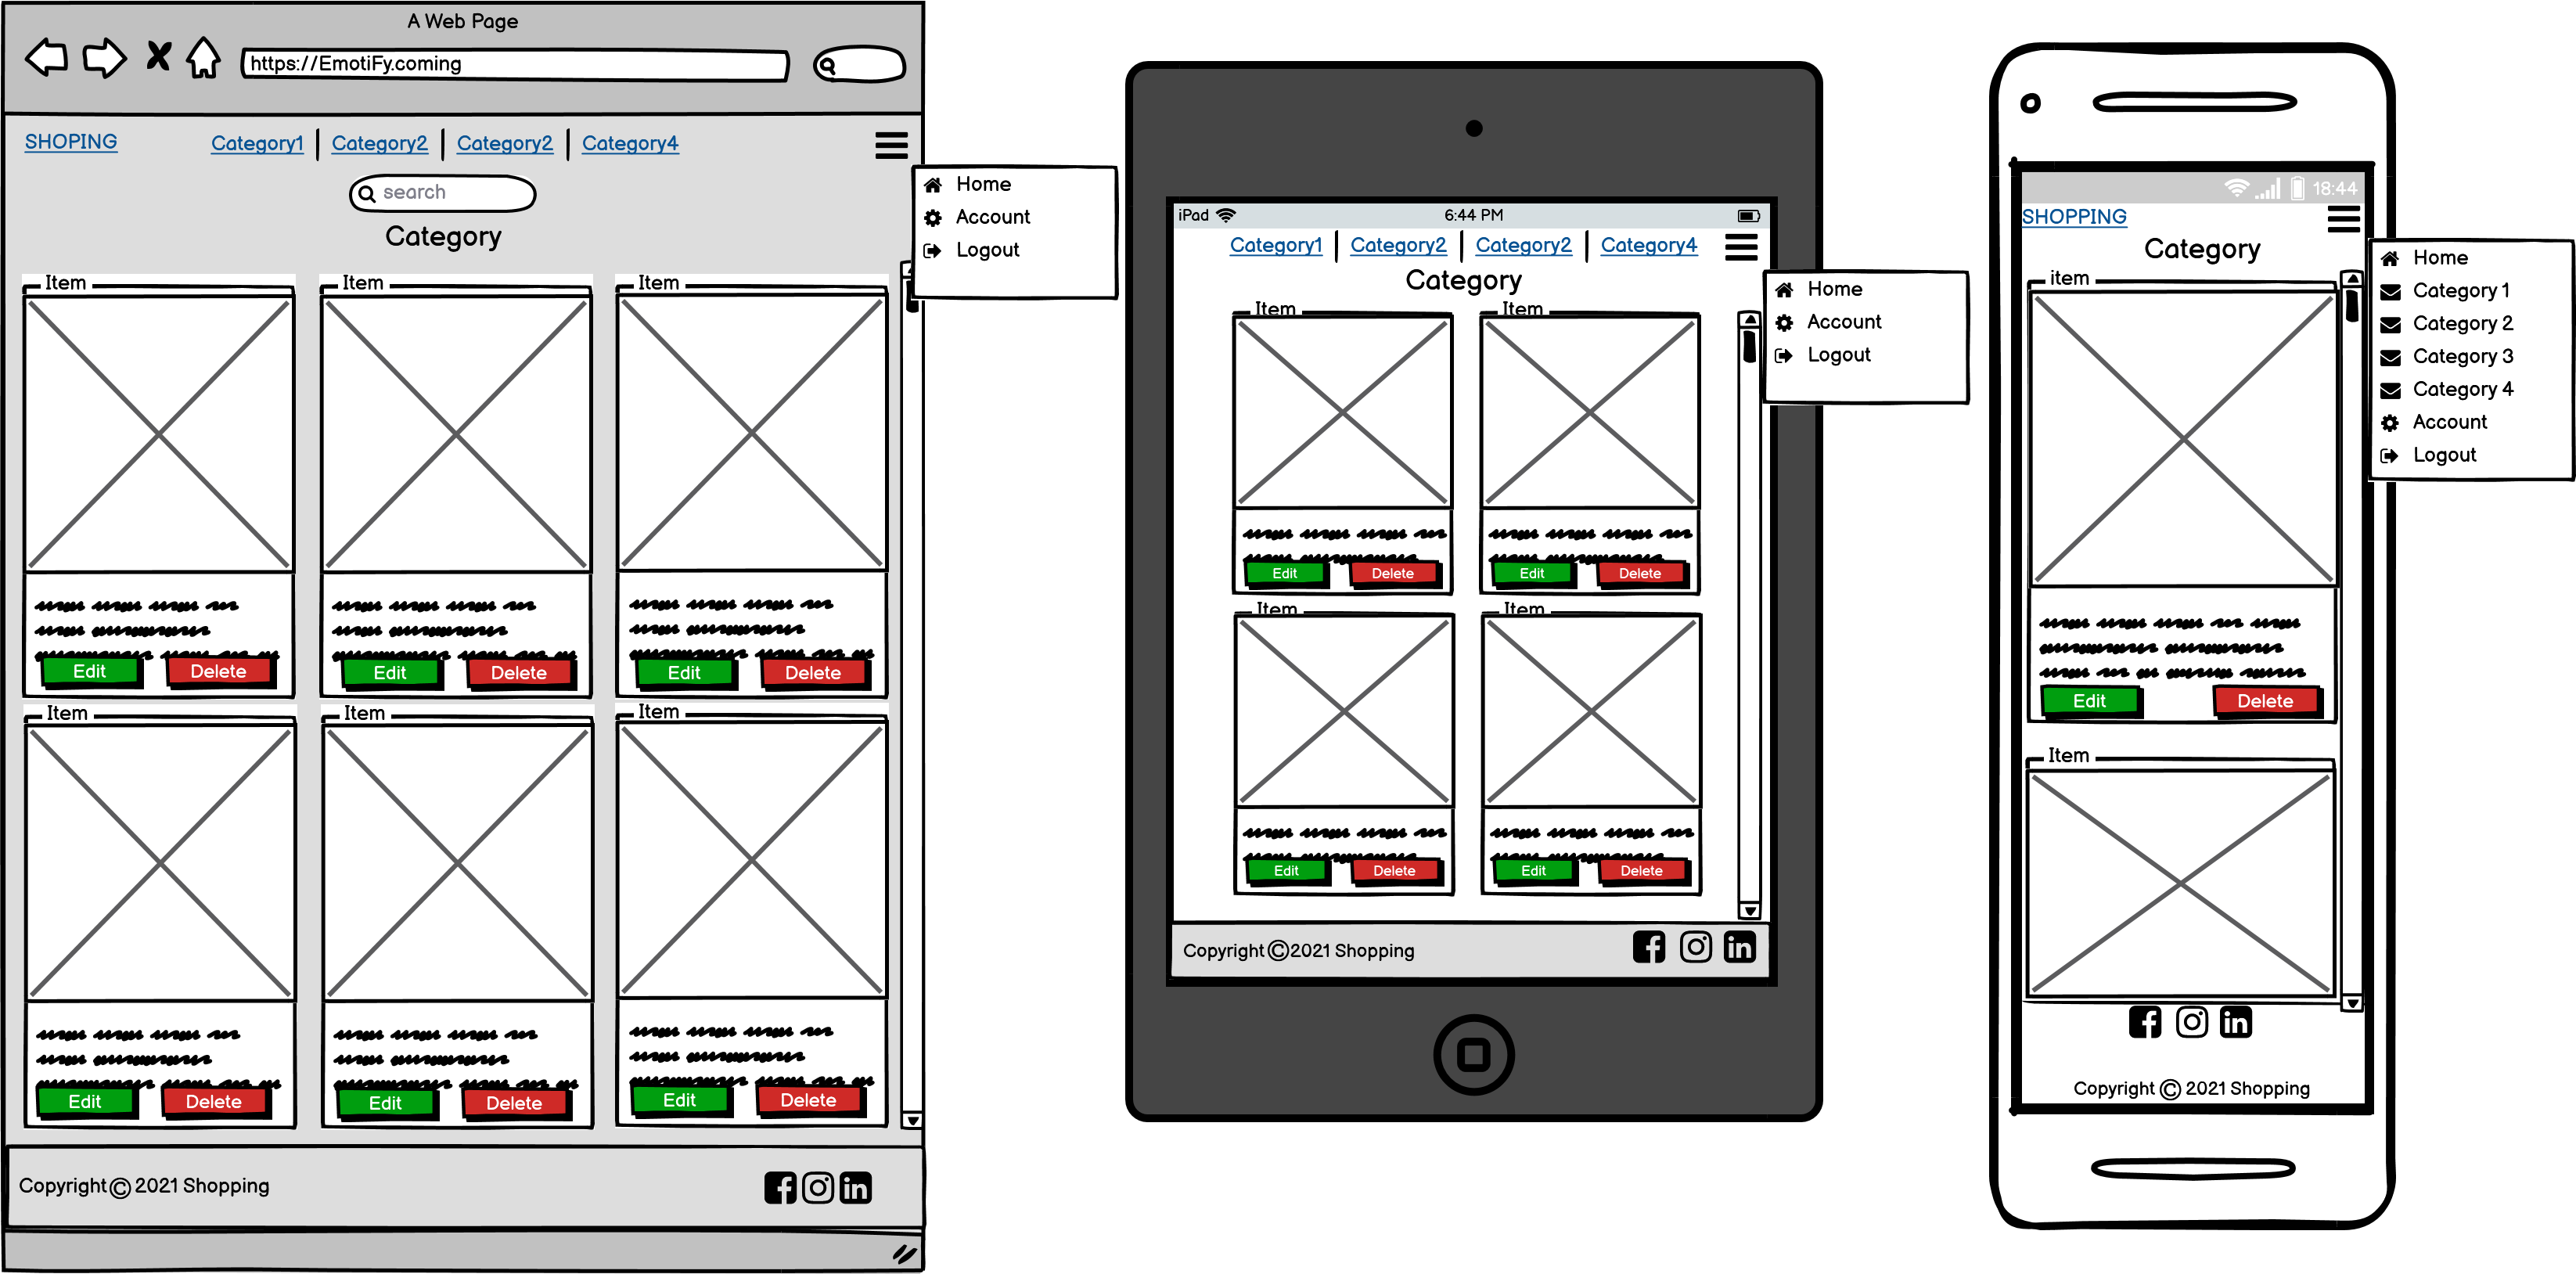 A Web Page
https://EmotiFy.coming
SHOPING
Category1 Category2 Category2 Category4
search
Category
Home
Account
Logout
Item Item Item
Edit Delete Edit Delete Edit Delete
Item Item Item
Edit Delete Edit Delete Edit Delete
Copyright © 2021 Shopping
iPad 6:44 PM
Category1 Category2 Category2 Category4
Category
Home
Account
Logout
Item Item
Edit Delete Edit Delete
Item Item
Edit Delete Edit Delete
Copyright © 2021 Shopping
18:44
SHOPPING
Category
Home
Category 1
Category 2
Category 3
Category 4
Account
Logout
item
Edit Delete
Item
Copyright © 2021 Shopping